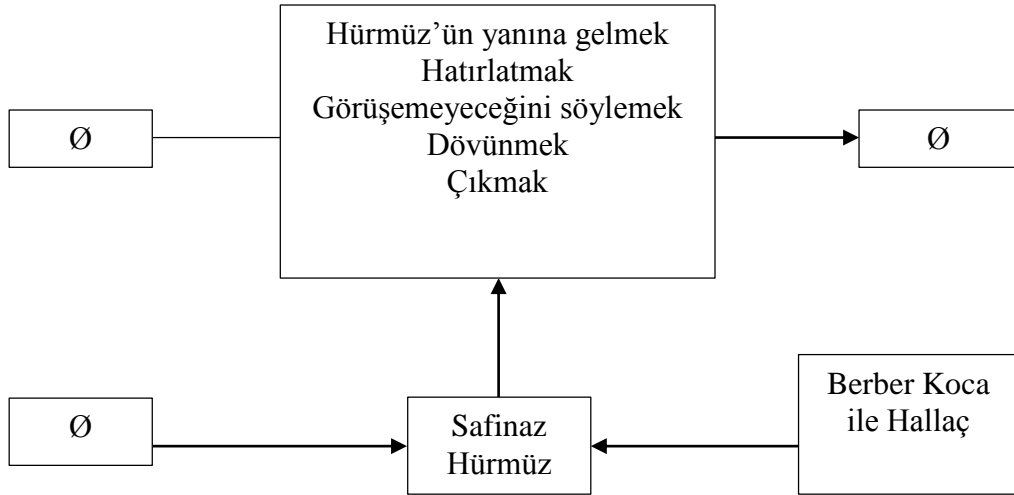 Hürmüz’ün yanına gelmek
Hatırlatmak
Görüşemeyeceğini söylemek
Dövünmek
Çıkmak
Ø
Ø
Ø
Safinaz
Hürmüz
Berber Koca
ile Hallaç